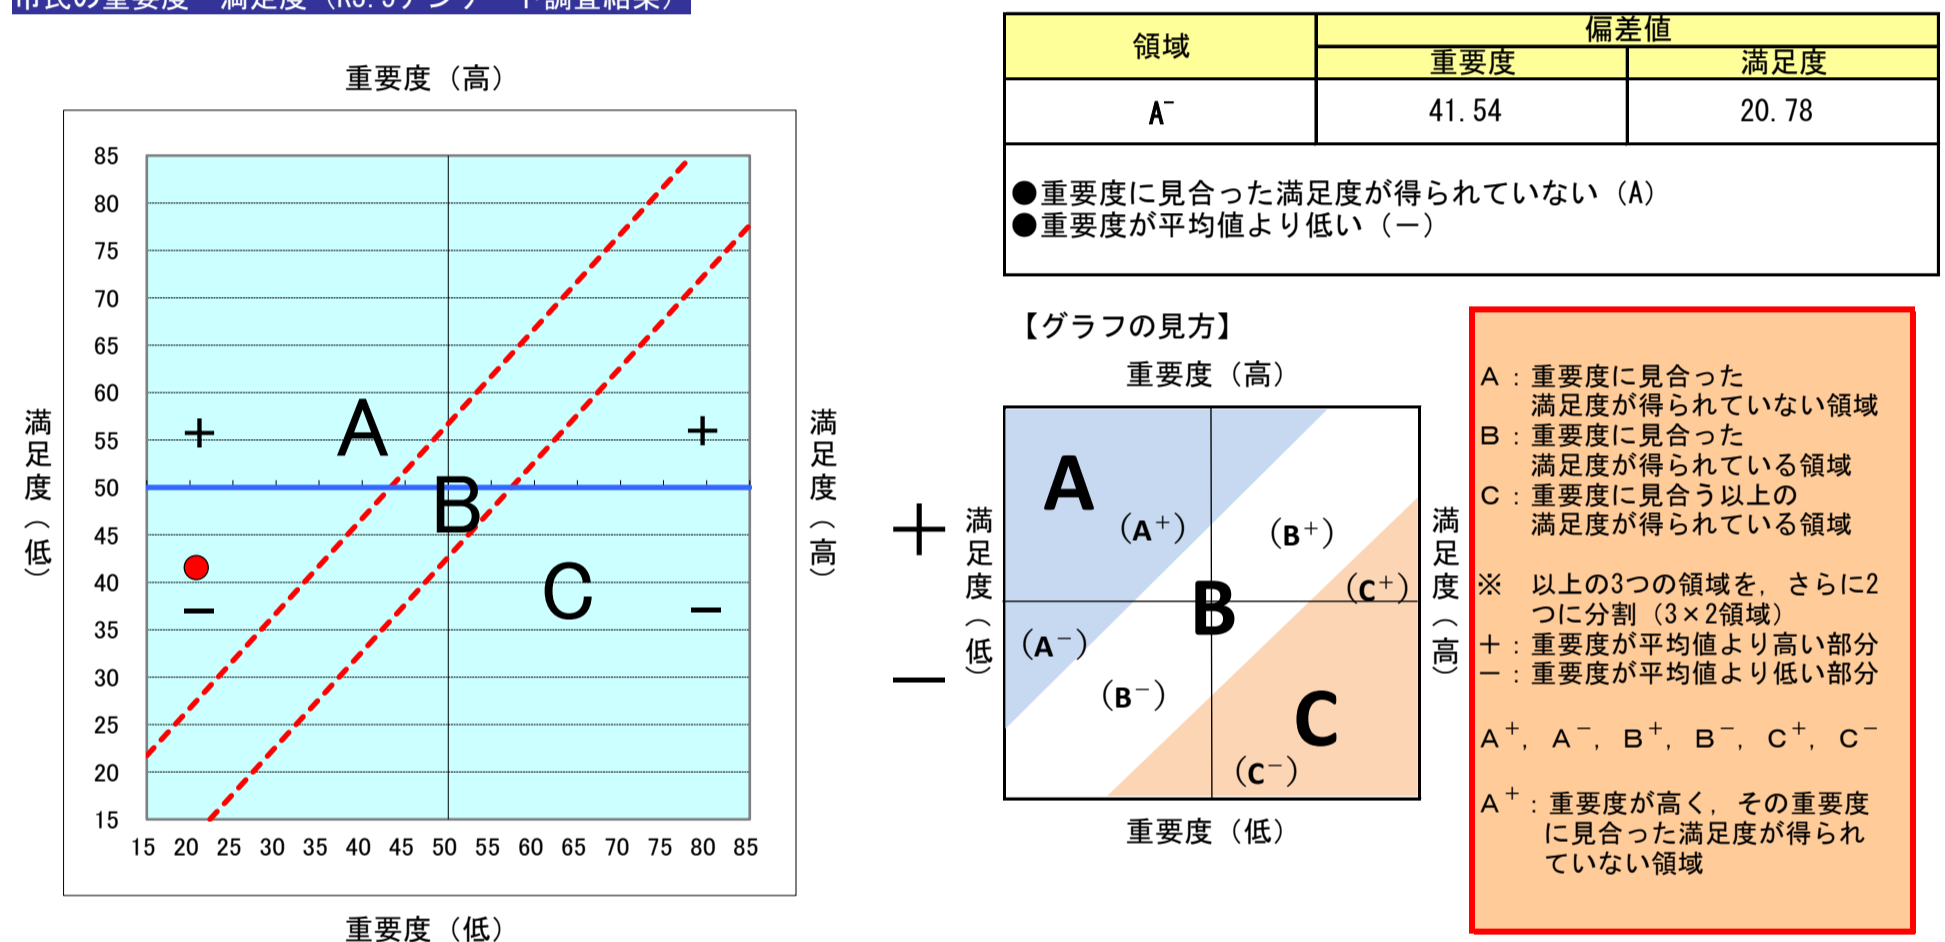 重要度（高）
85
80
75
70
65
60
55
50
45
40
35
30
25
20
15
15 20 25 30 35 40 45 50 55 60 65 70 75 80 85
満足度（低）
満足度（高）
＋
A
＋
B
－
C
－
重要度（低）
領域
偏差値
重要度
満足度
A⁻
41.54
20.78
●重要度に見合った満足度が得られていない（A）
●重要度が平均値より低い（－）
【グラフの見方】
重要度（高）
＋
－
満足度（低）
満足度（高）
A
（A⁺）
（B⁺）
（C⁺）
B
（A⁻）
（B⁻）
C
（C⁻）
重要度（低）
Ａ：重要度に見合った
満足度が得られていない領域
Ｂ：重要度に見合った
満足度が得られている領域
Ｃ：重要度に見合う以上の
満足度が得られている領域
※　以上の3つの領域を，さらに2
つに分割（3×2領域）
＋：重要度が平均値より高い部分
－：重要度が平均値より低い部分
Ａ⁺，Ａ⁻，Ｂ⁺，Ｂ⁻，Ｃ⁺，Ｃ⁻
Ａ⁺：重要度が高く，その重要度
に見合った満足度が得られ
ていない領域